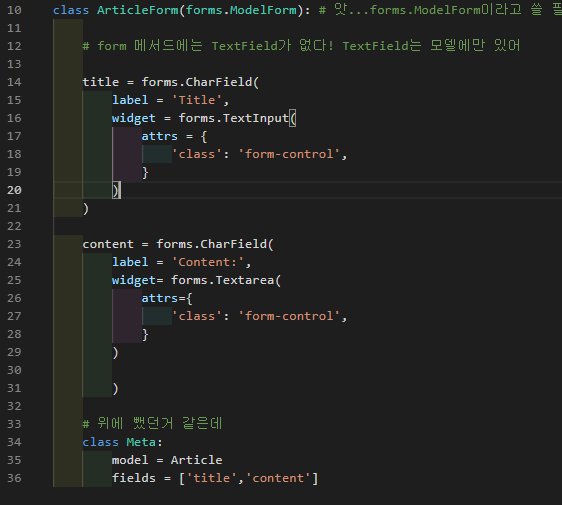 10 class ArticleForm(forms.ModelForm): # 앗...forms.ModelForm이라고 쓸 필
11
12 # form 메서드에는 TextField가 없다! TextField는 모델에만 있어
13
14 title = forms.CharField(
15 label = 'Title',
16 widget = forms.TextInput(
17 attrs = {
18 'class': 'form-control',
19 }
20 )
21 )
22
23 content = forms.CharField(
24 label = 'Content:',
25 widget= forms.Textarea(
26 attrs={
27 'class': 'form-control',
28 }
29 )
30
31 )
32
33 # 위에 뺐던거 같은데
34 class Meta:
35 model = Article
36 fields = ['title','content']